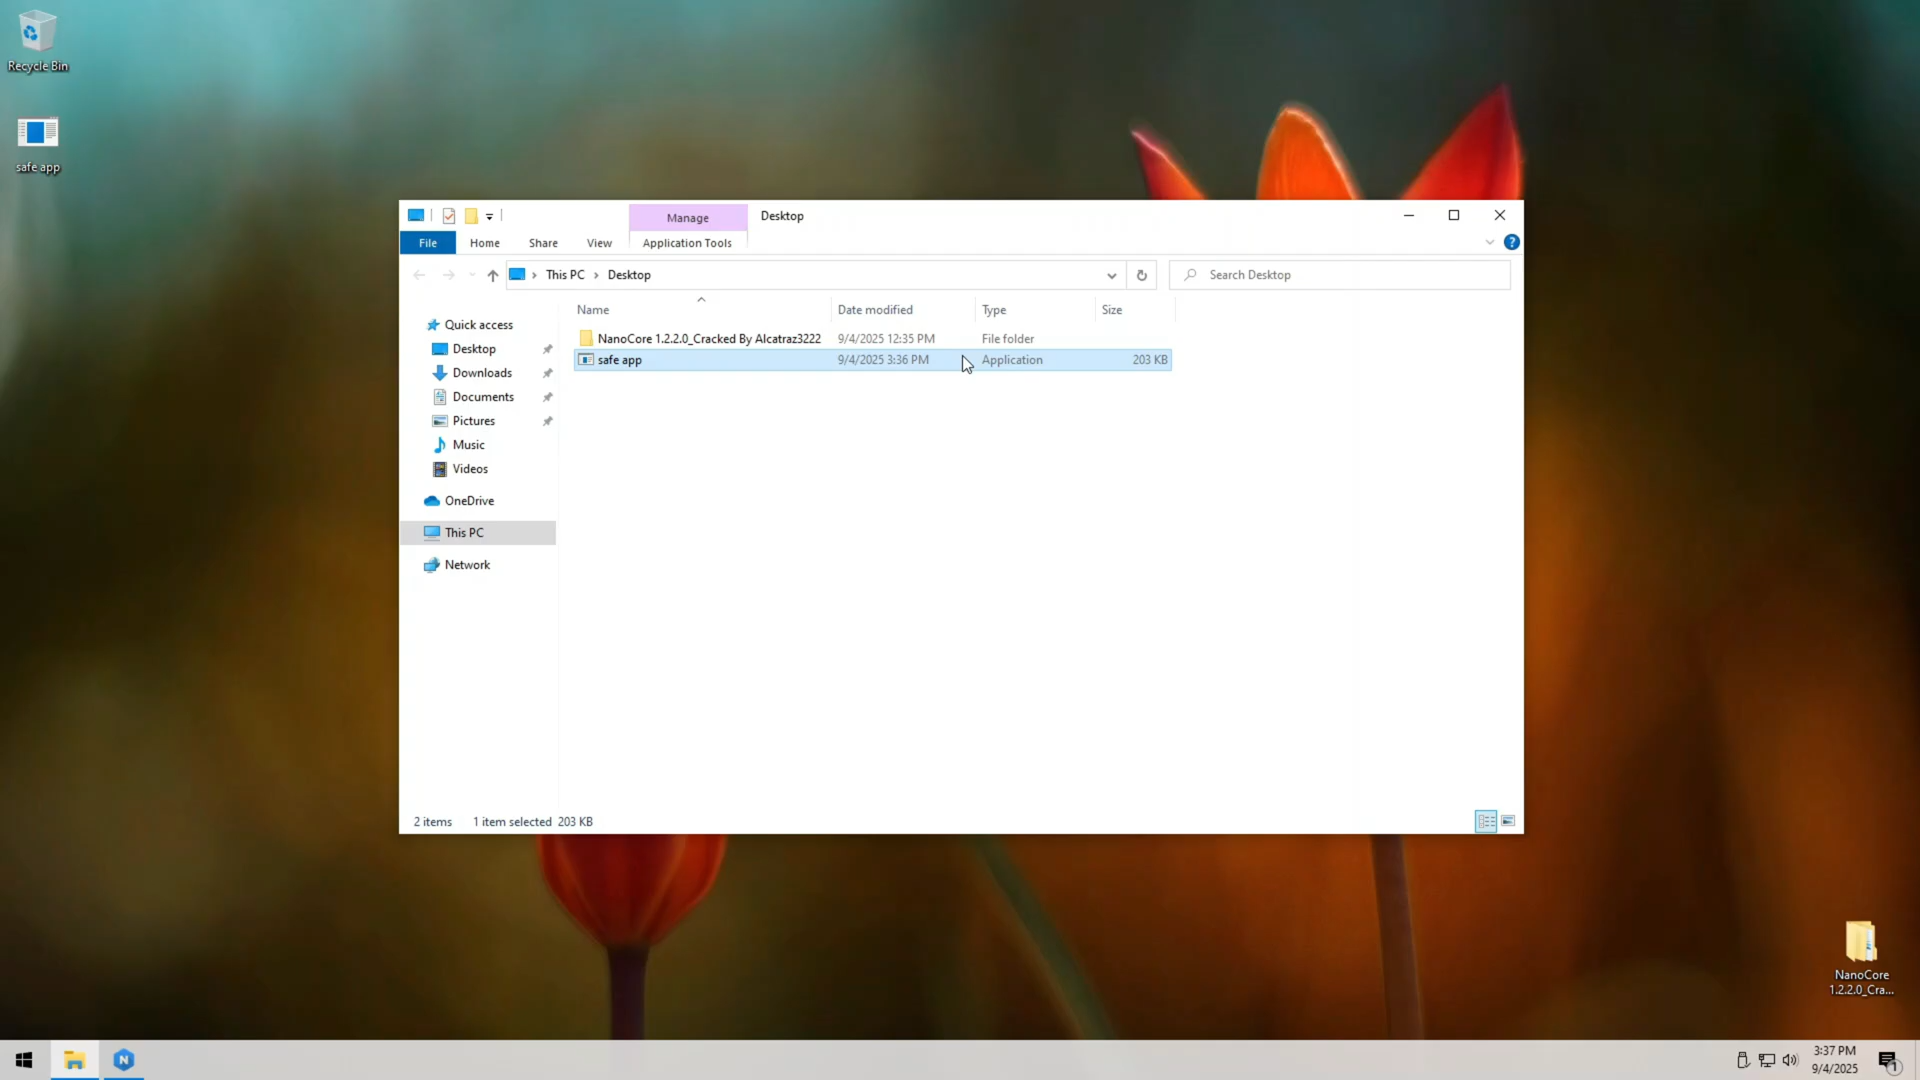 Recycle Bin
safe app
Manage
Desktop
File
Home
Share
View
Application Tools
This PC
Desktop
Search Desktop
Name
Date modified
Type
Size
NanoCore 1.2.2.0_Cracked By Alcatraz3222
9/4/2025 12:35 PM
File folder
safe app
9/4/2025 3:36 PM
Application
203 KB
Quick access
Desktop
Downloads
Documents
Pictures
Music
Videos
OneDrive
This PC
Network
2 items
1 item selected 203 KB
NanoCore
1.2.2.0_Cra...
N
3:37 PM
9/4/2025
1